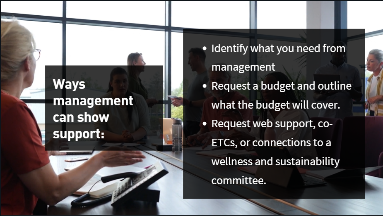 Ways
management
can show
support:
• Identify what you need from
management
• Request a budget and outline
what the budget will cover.
• Request web support, co-
ETCs, or connections to a
wellness and sustainability
committee.